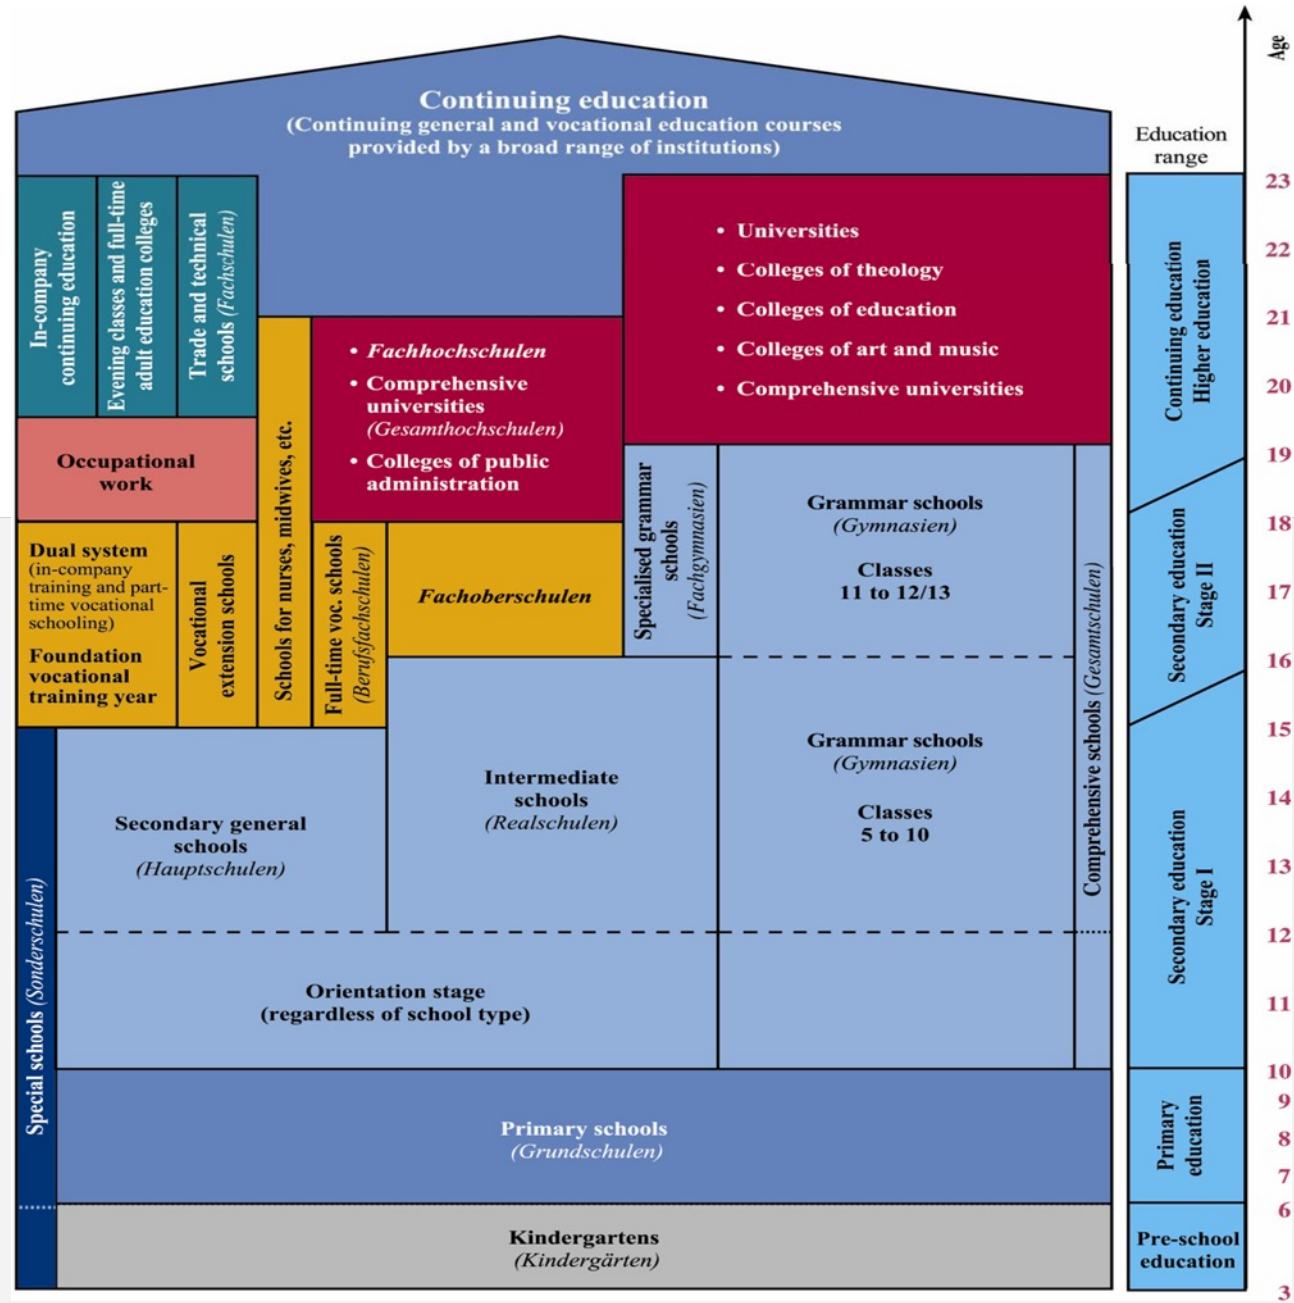 Age
Continuing education
(Continuing general and vocational education courses
provided by a broad range of institutions)
Education
range
In-company
continuing education
Evening classes and full-time
adult education colleges
Trade and technical
schools (Fachschulen)
• Universities
• Colleges of theology
• Colleges of education
• Colleges of art and music
• Comprehensive universities
• Fachhochschulen
• Comprehensive
universities
(Gesamthochschulen)
• Colleges of public
administration
Occupational
work
Schools for nurses, midwives, etc.
Dual system
(in-company
training and part-
time vocational
schooling)
Foundation
vocational
training year
Vocational
extension schools
Full-time voc. schools
(Berufsfachschulen)
Fachoberschulen
Specialised grammar
schools
(Fachgymnasien)
Grammar schools
(Gymnasien)
Classes
11 to 12/13
Comprehensive schools (Gesamtschulen)
Secondary general
schools
(Hauptschulen)
Intermediate
schools
(Realschulen)
Grammar schools
(Gymnasien)
Classes
5 to 10
Special schools (Sonderschulen)
Orientation stage
(regardless of school type)
Primary schools
(Grundschulen)
Kindergartens
(Kindergärten)
Continuing education
Higher education
Secondary education
Stage II
Secondary education
Stage I
Primary
education
Pre-school
education
23
22
21
20
19
18
17
16
15
14
13
12
11
10
9
8
7
6
3